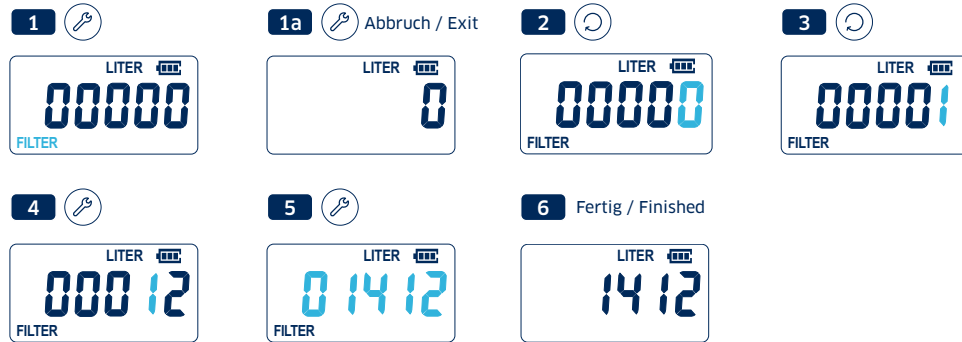 1
1a Abbruch / Exit
2
3
LITER
00000
FILTER
LITER
0
LITER
00000
FILTER
LITER
00001
FILTER
4
5
6 Fertig / Finished
LITER
00012
FILTER
LITER
01412
FILTER
LITER
1412